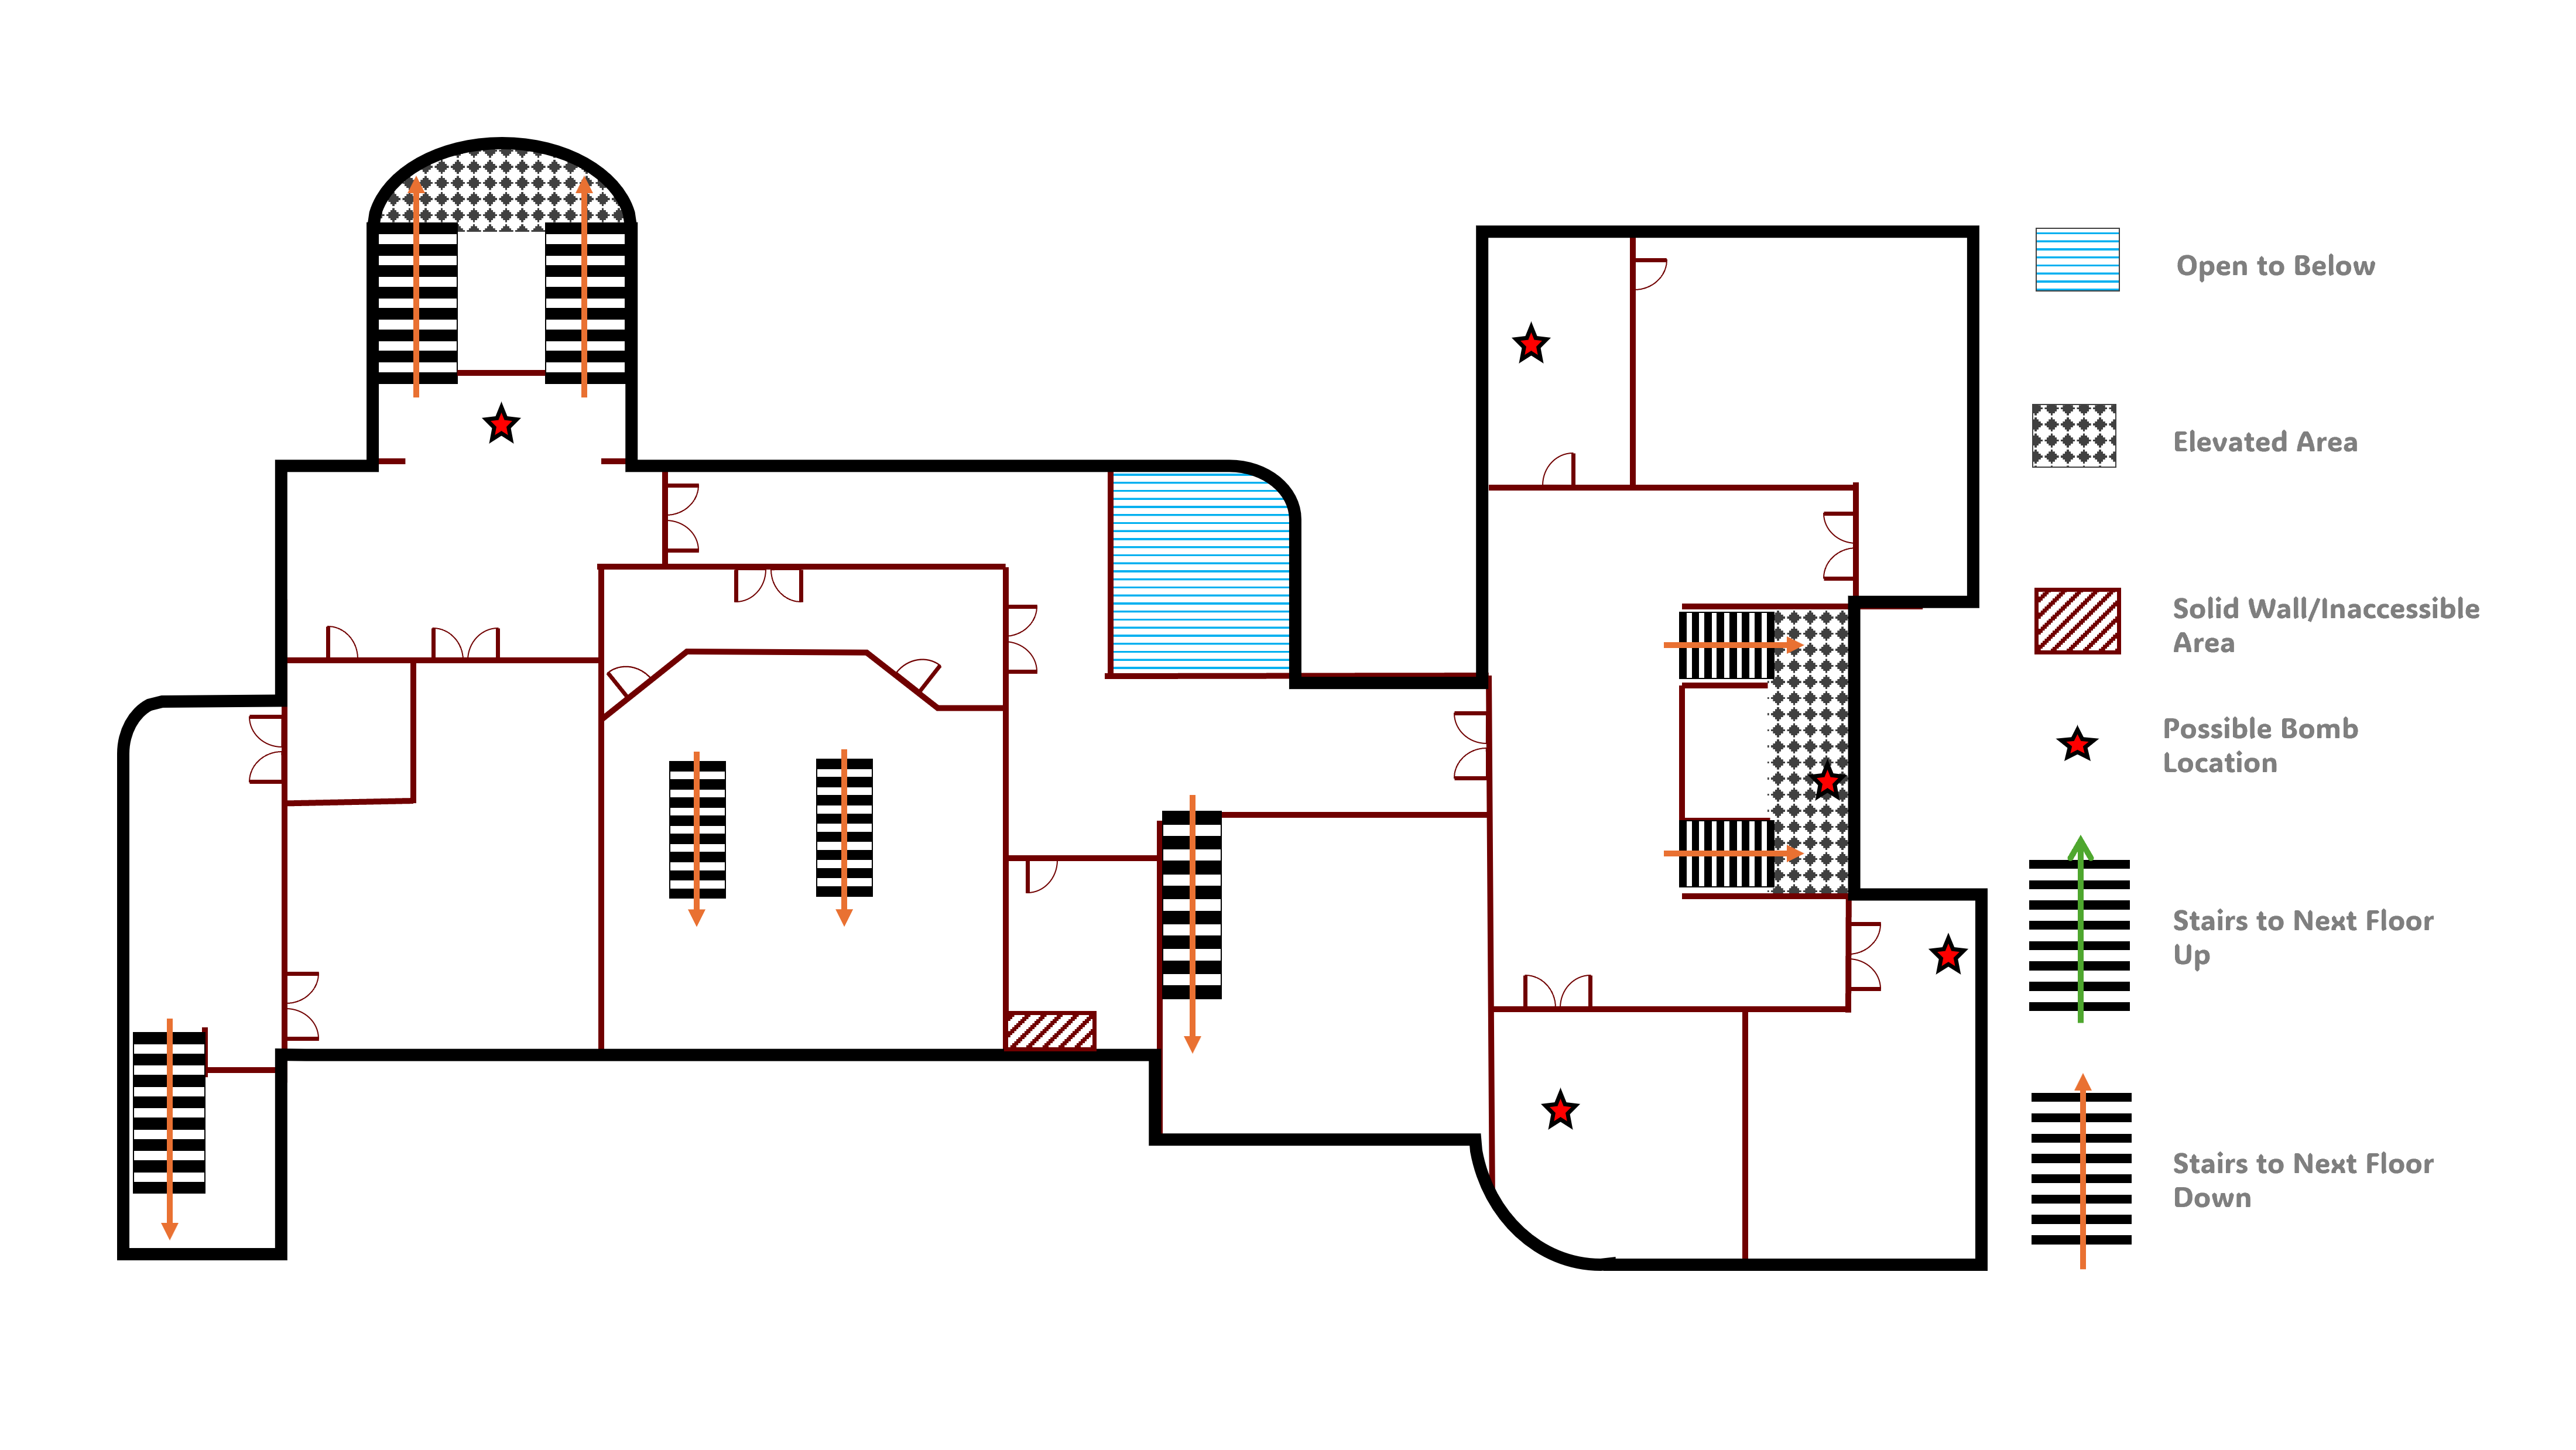 Open to Below
Elevated Area
Solid Wall/Inaccessible
Area
Possible Bomb
Location
Stairs to Next Floor
Up
Stairs to Next Floor
Down